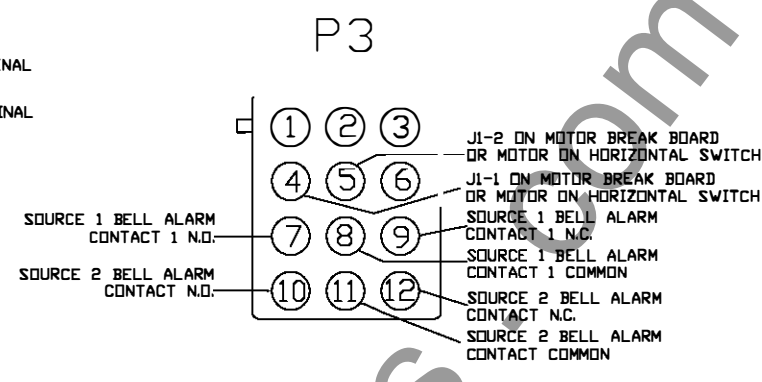 P3
INAL
INAL
1 2 3
J1-2 ON MOTOR BREAK BOARD
OR MOTOR ON HORIZONTAL SWITCH
4 5 6
J1-1 ON MOTOR BREAK BOARD
OR MOTOR ON HORIZONTAL SWITCH
SOURCE 1 BELL ALARM
CONTACT 1 N.O.
7 8 9
SOURCE 1 BELL ALARM
CONTACT 1 N.C.
SOURCE 1 BELL ALARM
CONTACT 1 COMMON
SOURCE 2 BELL ALARM
CONTACT N.O.
10 11 12
SOURCE 2 BELL ALARM
CONTACT N.C.
SOURCE 2 BELL ALARM
CONTACT COMMON
s.com